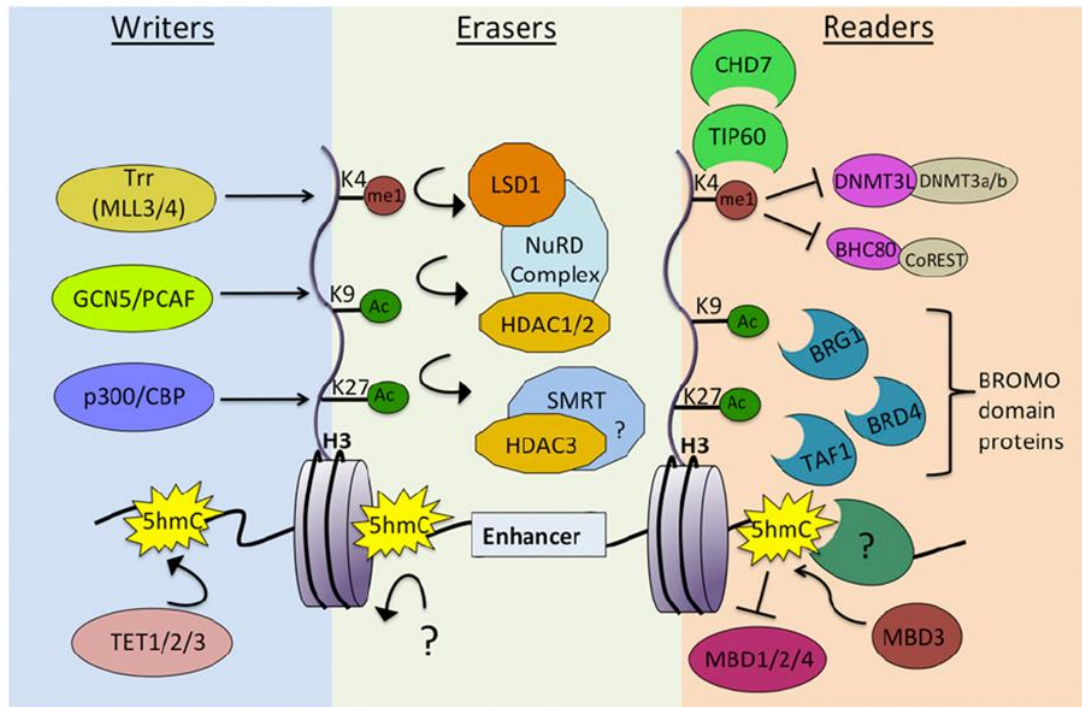 Writers
Erasers
Readers
Trr
(MLL3/4)
GCN5/PCAF
p300/CBP
5hmC
TET1/2/3
K4
me1
K9
Ac
K27
Ac
H3
5hmC
?
LSD1
NuRD
Complex
HDAC1/2
SMRT
?
HDAC3
Enhancer
CHD7
TIP60
K4
me1
DNMT3L
DNMT3a/b
BHC80
CoREST
K9
Ac
K27
Ac
H3
BRG1
BRD4
TAF1
BROMO
domain
proteins
5hmC
?
MBD1/2/4
MBD3